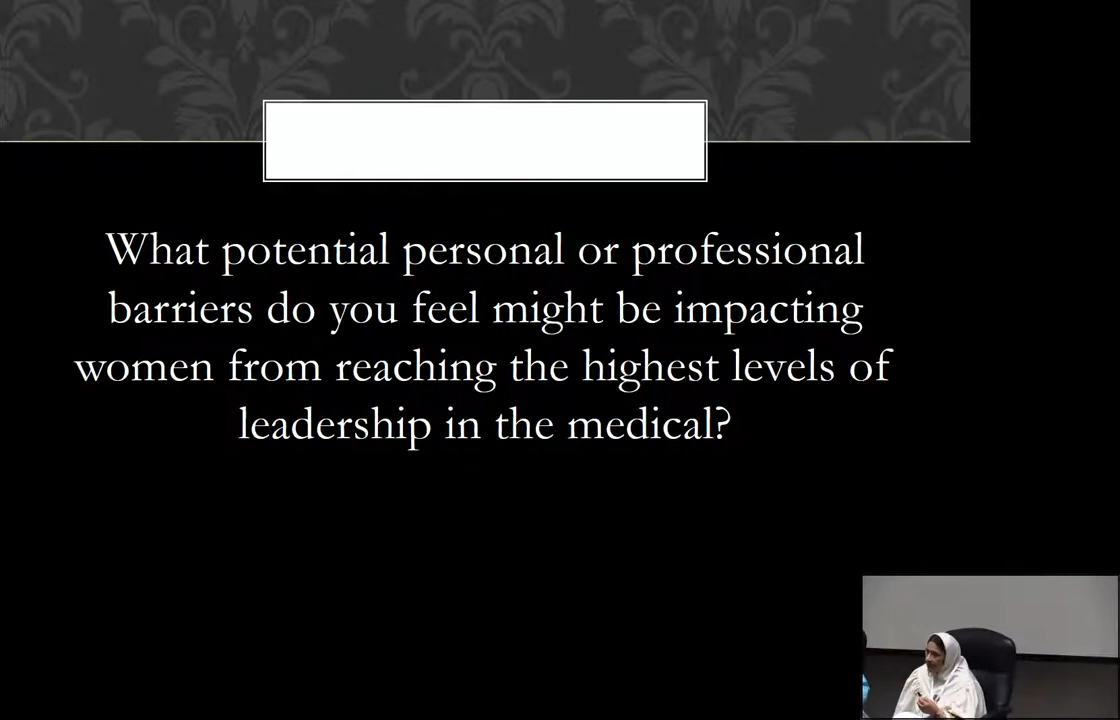 What potential personal or professional
barriers do you feel might be impacting
women from reaching the highest levels of
leadership in the medical?